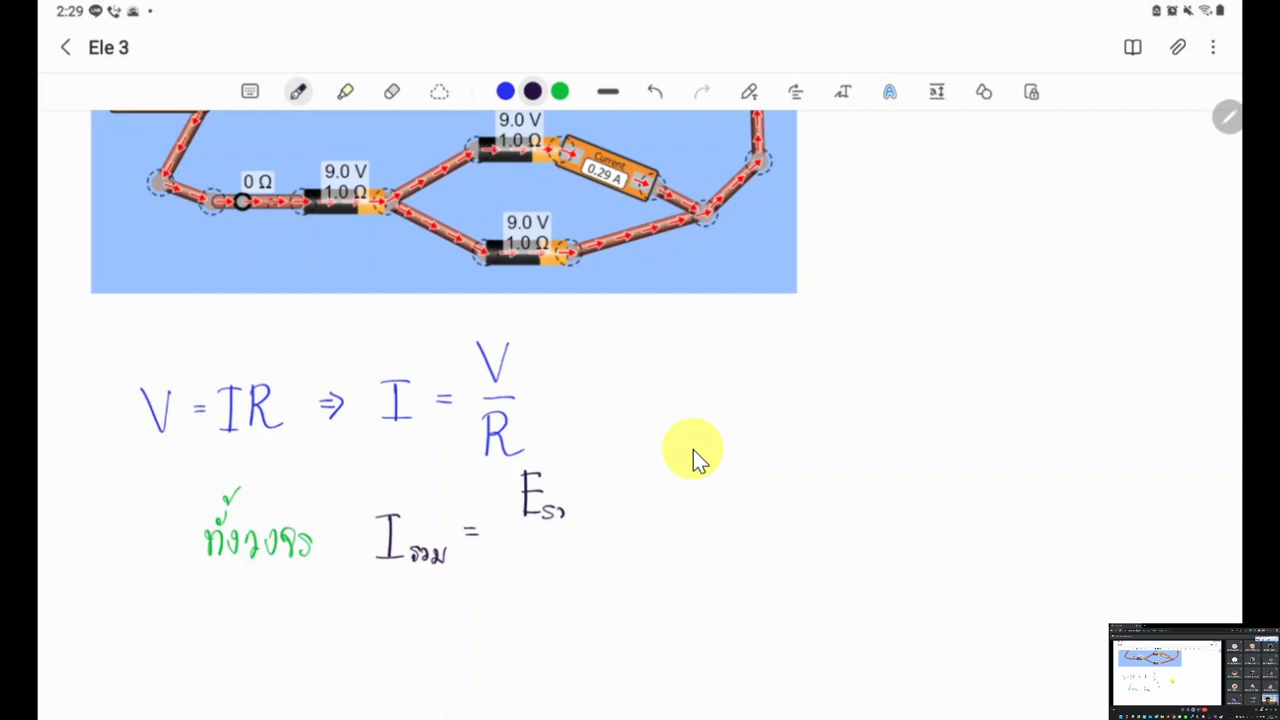 2:29
Ele 3
9.0 V
1.0 Ω
Current
0.29 A
0 Ω
9.0 V
1.0 Ω
9.0 V
1.0 Ω
V = IR ⇒ I = V/R
ทั้งวงจร I รวม = E รว